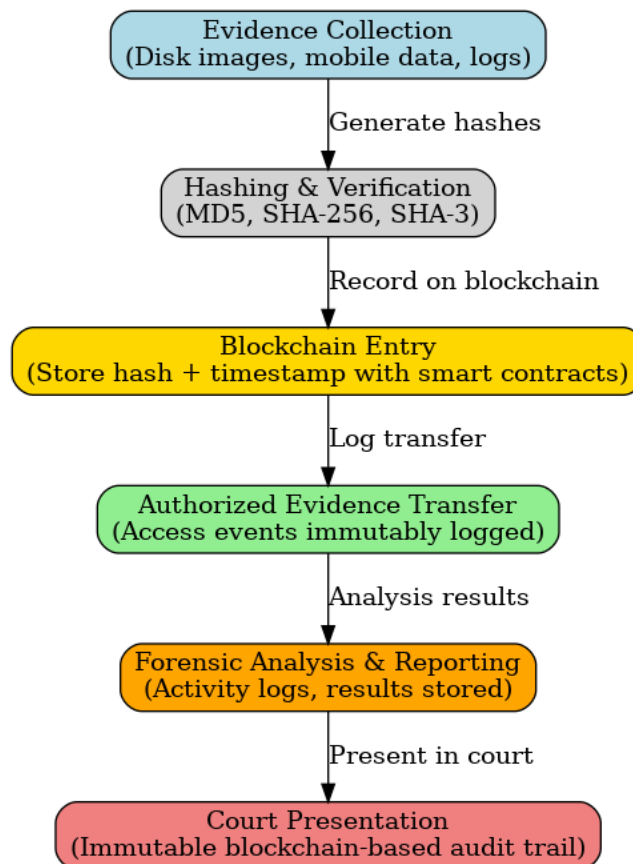 Evidence Collection
(Disk images, mobile data, logs)
Generate hashes
Hashing & Verification
(MD5, SHA-256, SHA-3)
Record on blockchain
Blockchain Entry
(Store hash + timestamp with smart contracts)
Log transfer
Authorized Evidence Transfer
(Access events immutably logged)
Analysis results
Forensic Analysis & Reporting
(Activity logs, results stored)
Present in court
Court Presentation
(Immutable blockchain-based audit trail)